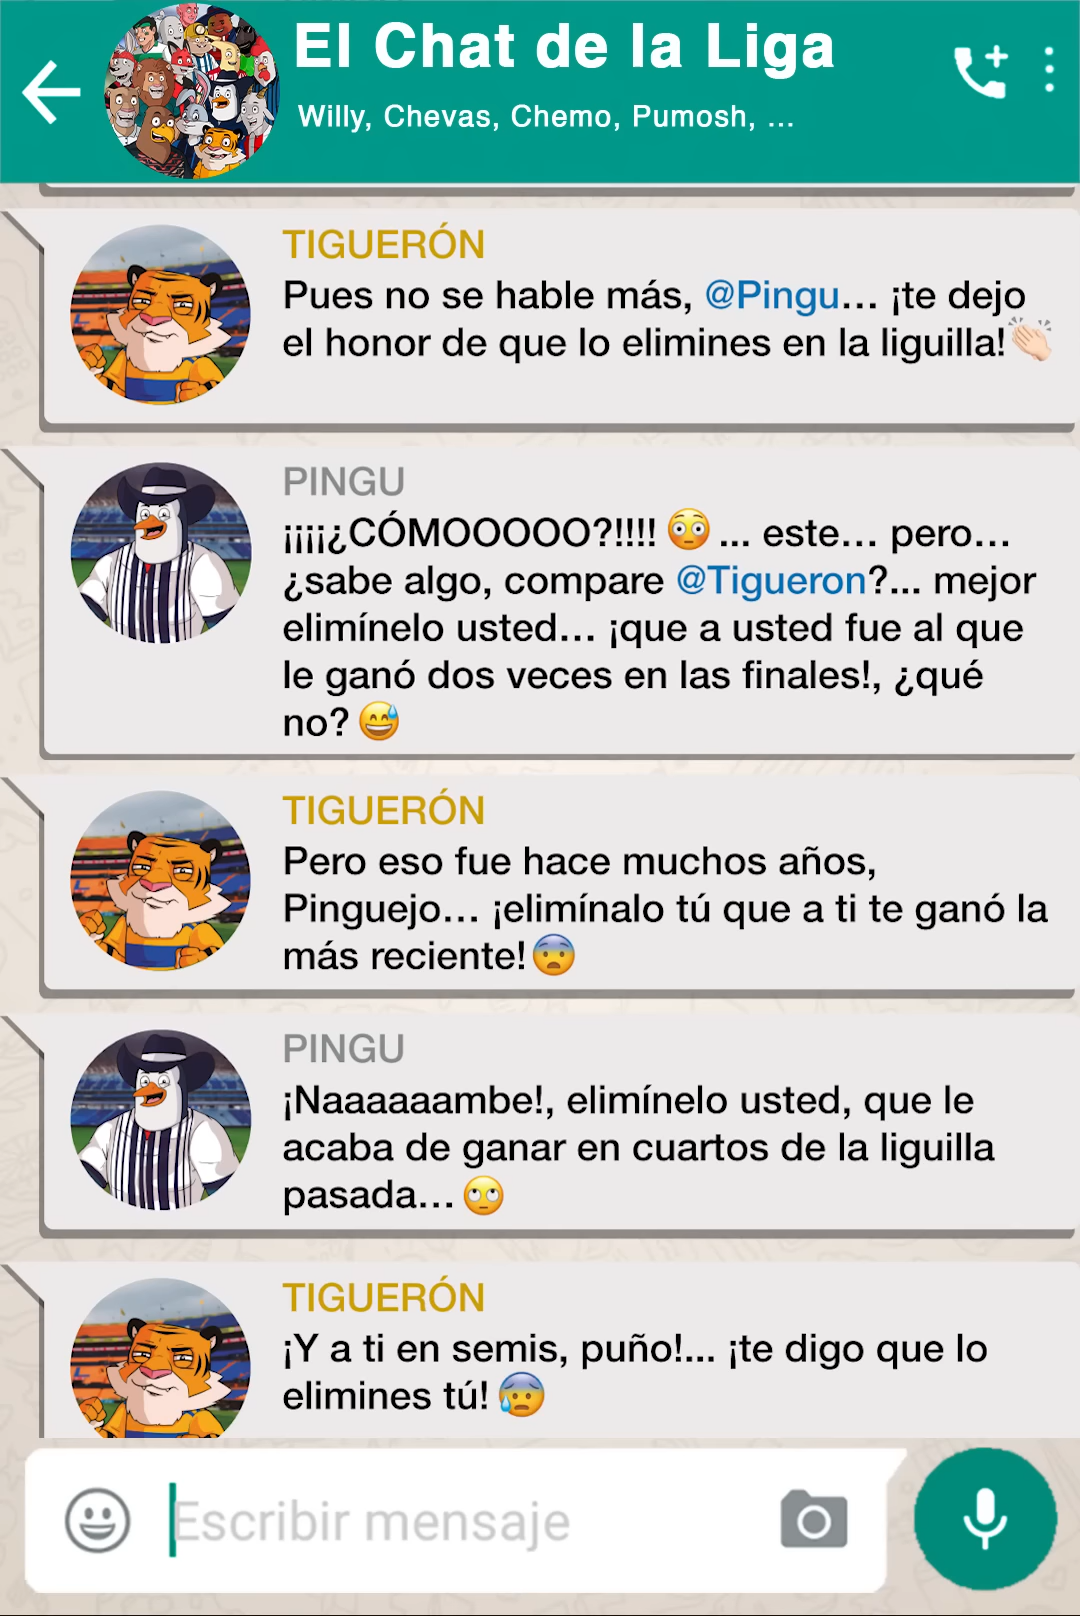 El Chat de la Liga
Willy, Chevas, Chemo, Pumosh, ...
TIGUERÓN
Pues no se hable más, @Pingu... ¡te dejo
el honor de que lo elimines en la liguilla!👏🏻
PINGU
¡¡¡¡¿CÓMOOOOO?!!!! 😳 ... este... pero...
¿sabe algo, compare @Tigueron?... mejor
elimínelo usted... ¡que a usted fue al que
le ganó dos veces en las finales!, ¿qué
no? 😅
TIGUERÓN
Pero eso fue hace muchos años,
Pinguejo... ¡elimínalo tú que a ti te ganó la
más reciente!😨
PINGU
¡Naaaaaambe!, elimínelo usted, que le
acaba de ganar en cuartos de la liguilla
pasada... 🙄
TIGUERÓN
¡Y a ti en semis, puño!... ¡te digo que lo
elimines tú! 😰
Escribir mensaje